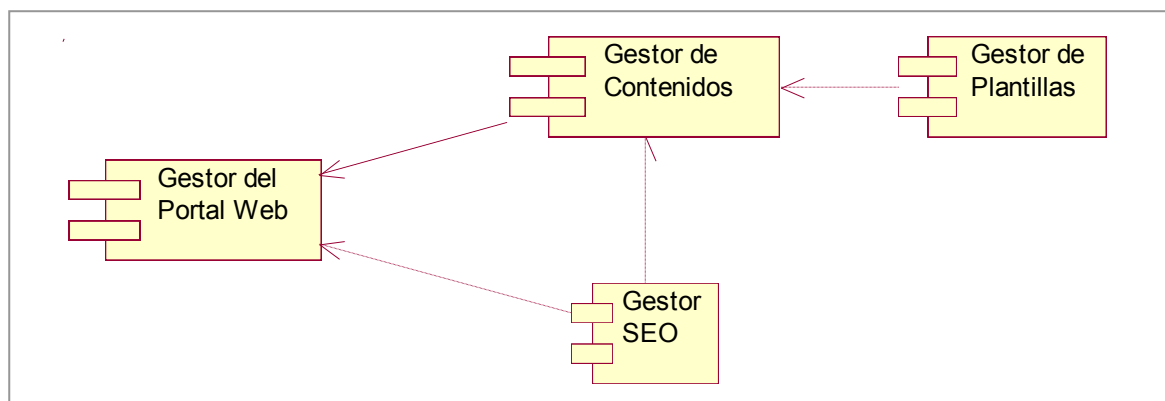 Gestor de
Contenidos
Gestor de
Plantillas
Gestor del
Portal Web
Gestor
SEO